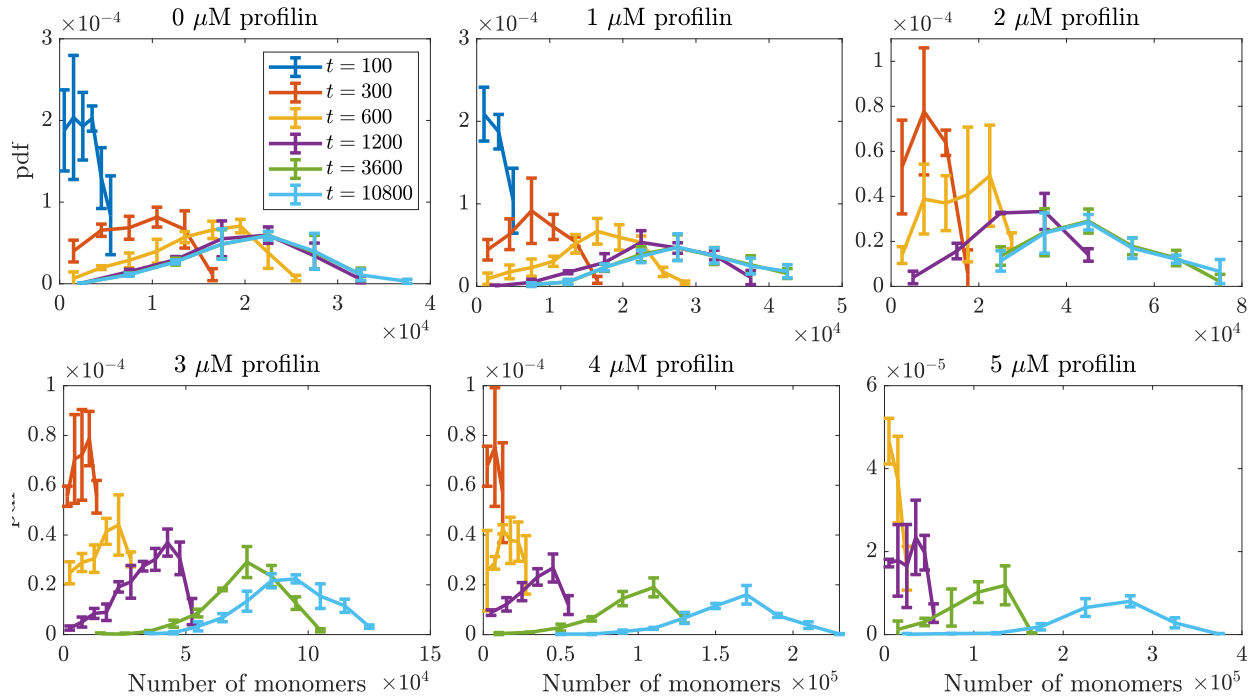 0 μM profilin
×10⁻⁴
3
2
1
0
pdf
0 1 2 3 4
×10⁴
t = 100
t = 300
t = 600
t = 1200
t = 3600
t = 10800
1 μM profilin
×10⁻⁴
3
2
1
0
0 1 2 3 4 5
×10⁴
2 μM profilin
×10⁻⁴
1
0.8
0.6
0.4
0.2
0
0 2 4 6 8
×10⁴
3 μM profilin
×10⁻⁴
1
0.8
0.6
0.4
0.2
0
0 5 10 15
Number of monomers ×10⁴
4 μM profilin
×10⁻⁴
1
0.8
0.6
0.4
0.2
0
0 0.5 1 1.5 2
Number of monomers ×10⁵
5 μM profilin
×10⁻⁵
6
4
2
0
0 1 2 3 4
Number of monomers ×10⁵